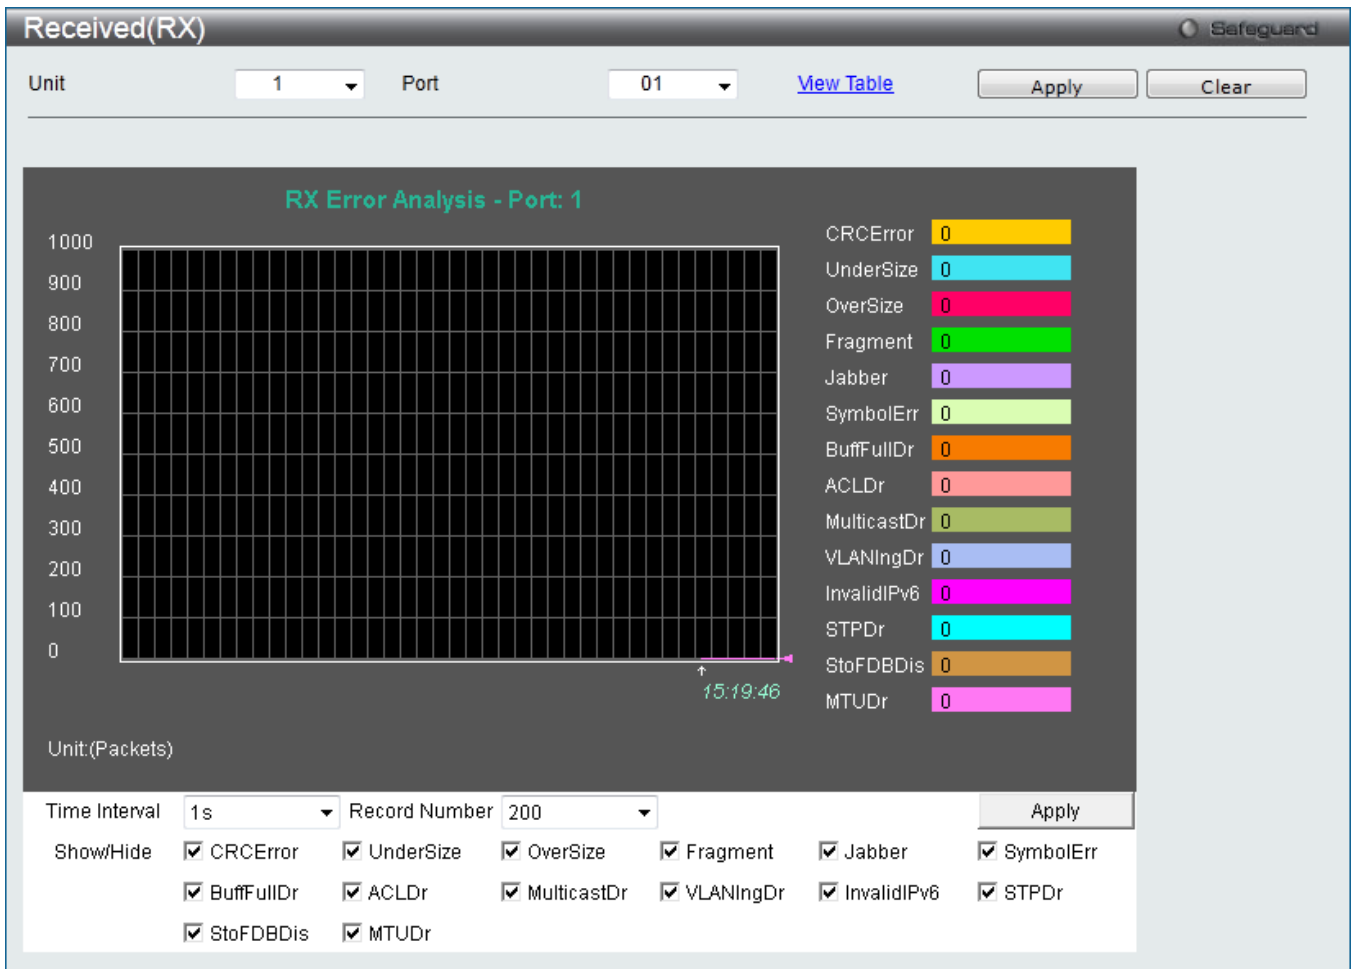 Received(RX)
Safeguard
Unit 1 Port 01 View Table Apply Clear
RX Error Analysis - Port: 1
1000
900
800
700
600
500
400
300
200
100
0
15:19:46
Unit:(Packets)
CRCError 0
UnderSize 0
OverSize 0
Fragment 0
Jabber 0
SymbolErr 0
BuffFullDr 0
ACLDr 0
MulticastDr 0
VLANIngDr 0
InvalidIPv6 0
STPDr 0
StoFDBDis 0
MTUDr 0
Time Interval 1s Record Number 200 Apply
Show/Hide CRCError UnderSize OverSize Fragment Jabber SymbolErr
BuffFullDr ACLDr MulticastDr VLANIngDr InvalidIPv6 STPDr
StoFDBDis MTUDr